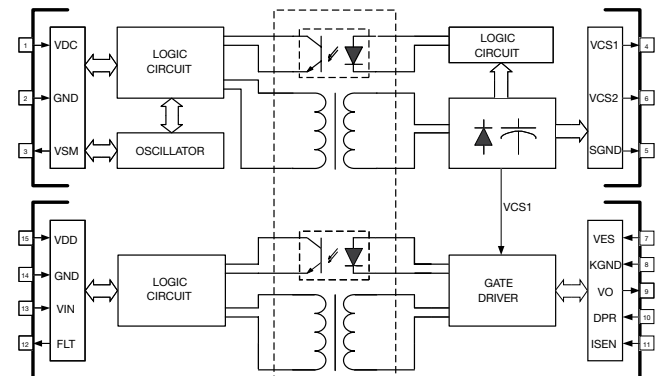 1 VDC
2 GND
3 VSM
LOGIC
CIRCUIT
OSCILLATOR
LOGIC
CIRCUIT
VCS1 4
VCS2 6
SGND 5
VCS1
15 VDD
14 GND
13 VIN
12 FLT
LOGIC
CIRCUIT
GATE
DRIVER
VES 7
KGND 8
VO 9
DPR 10
ISEN 11